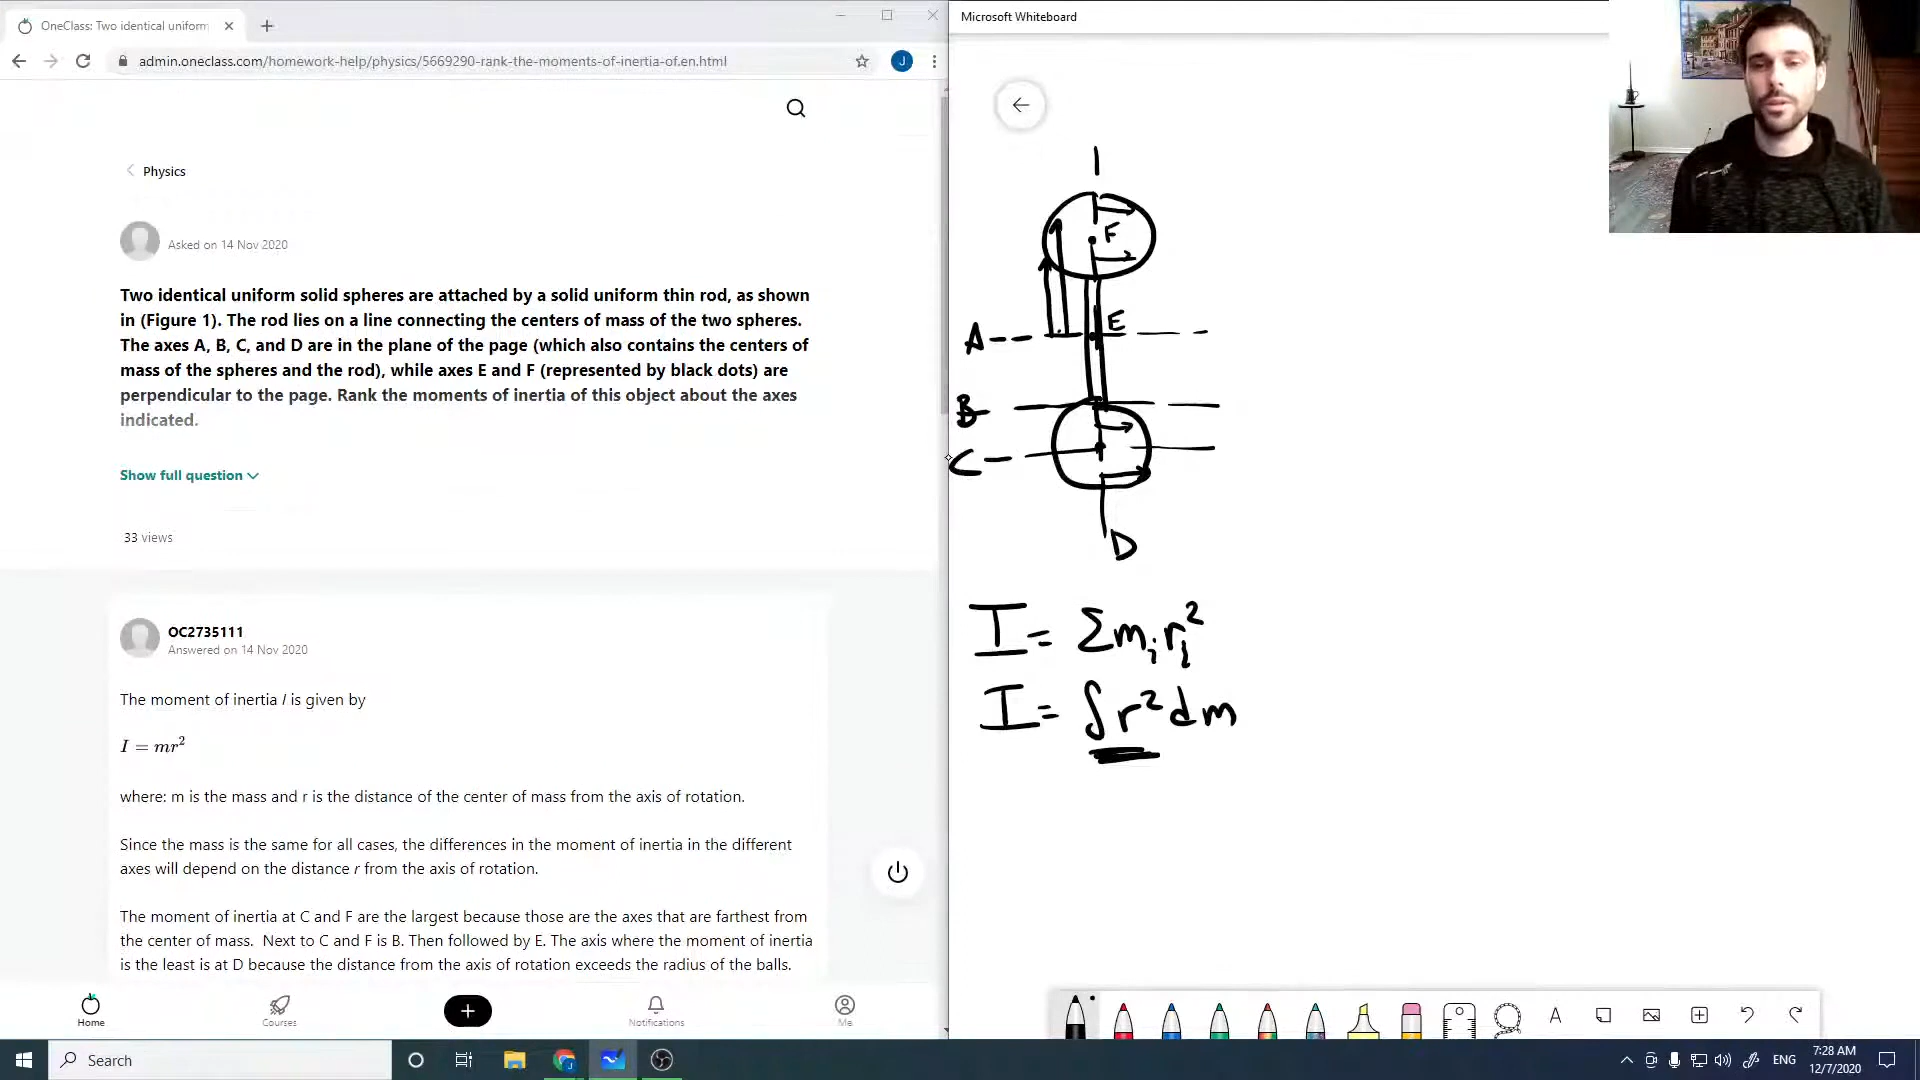 OneClass: Two identical uniform
admin.oneclass.com/homework-help/physics/5669290-rank-the-moments-of-inertia-of.en.html
J
Physics
Asked on 14 Nov 2020
Two identical uniform solid spheres are attached by a solid uniform thin rod, as shown
in (Figure 1). The rod lies on a line connecting the centers of mass of the two spheres.
The axes A, B, C, and D are in the plane of the page (which also contains the centers of
mass of the spheres and the rod), while axes E and F (represented by black dots) are
perpendicular to the page. Rank the moments of inertia of this object about the axes
indicated.
Show full question
33 views
OC2735111
Answered on 14 Nov 2020
The moment of inertia I is given by
I = mr²
where: m is the mass and r is the distance of the center of mass from the axis of rotation.
Since the mass is the same for all cases, the differences in the moment of inertia in the different
axes will depend on the distance r from the axis of rotation.
The moment of inertia at C and F are the largest because those are the axes that are farthest from
the center of mass. Next to C and F is B. Then followed by E. The axis where the moment of inertia
is the least is at D because the distance from the axis of rotation exceeds the radius of the balls.
Home
Courses
Notifications
Me
Microsoft Whiteboard
F
E
A
B
C
D
I = Σmᵢrᵢ²
I = ∫r²dm
A
Search
ENG
7:28 AM
12/7/2020